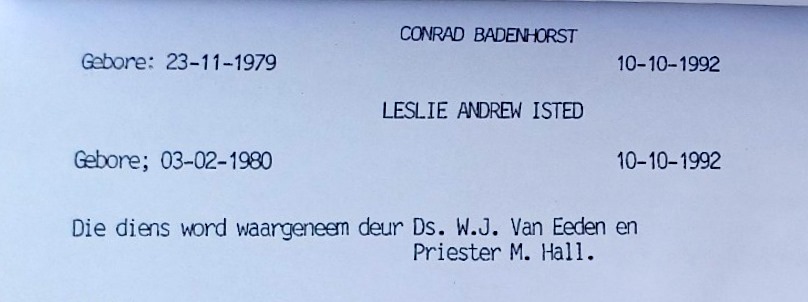 CONRAD BADENHORST
Gebore: 23-11-1979 10-10-1992
LESLIE ANDREW ISTED
Gebore; 03-02-1980 10-10-1992
Die diens word waargeneem deur Ds. W.J. Van Eeden en
Priester M. Hall.